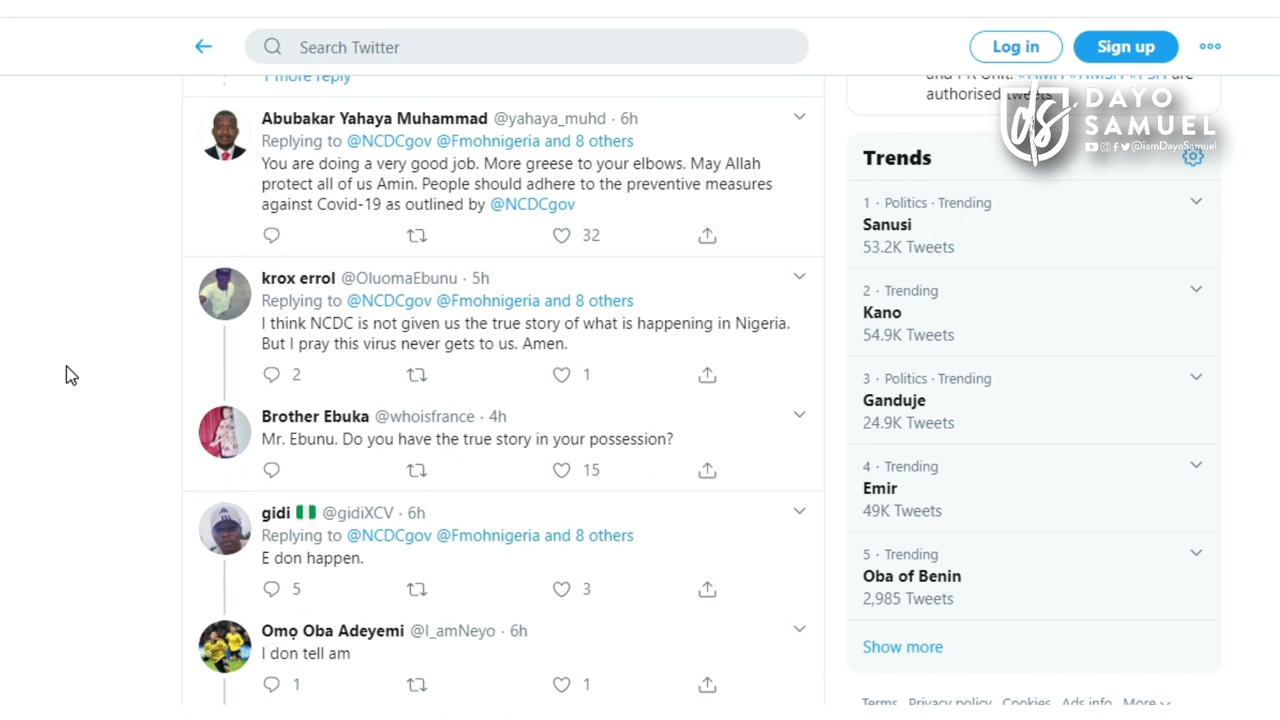 Search Twitter
Log in
Sign up
1 more reply
Abubakar Yahaya Muhammad @yahaya_muhd · 6h
Replying to @NCDCgov @Fmohnigeria and 8 others
You are doing a very good job. More greese to your elbows. May Allah
protect all of us Amin. People should adhere to the preventive measures
against Covid-19 as outlined by @NCDCgov
32
krox errol @OluomaEbunu · 5h
Replying to @NCDCgov @Fmohnigeria and 8 others
I think NCDC is not given us the true story of what is happening in Nigeria.
But I pray this virus never gets to us. Amen.
2
1
Brother Ebuka @whoisfrance · 4h
Mr. Ebunu. Do you have the true story in your possession?
15
gidi @gidiXCV · 6h
Replying to @NCDCgov @Fmohnigeria and 8 others
E don happen.
5
3
Omọ Oba Adeyemi @I_amNeyo · 6h
I don tell am
1
1
and PR Unit. are
authorised tweets
DAYO
SAMUEL
@iamDayoSamuel
Trends
1 · Politics · Trending
Sanusi
53.2K Tweets
2 · Trending
Kano
54.9K Tweets
3 · Politics · Trending
Ganduje
24.9K Tweets
4 · Trending
Emir
49K Tweets
5 · Trending
Oba of Benin
2,985 Tweets
Show more
Terms Privacy policy Cookies Ads info More